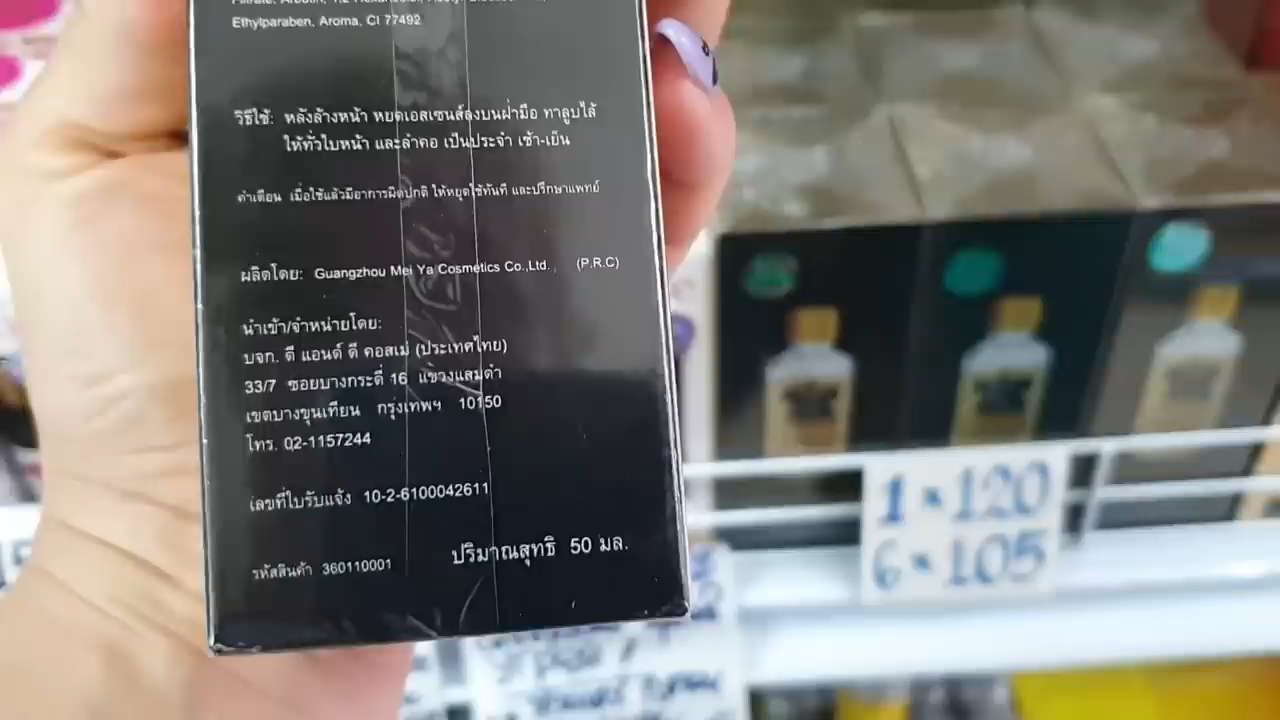 Ethylparaben, Aroma, CI 77492
วิธีใช้: หลังล้างหน้า หยดเอสเซนส์ลงบนฝ่ามือ ทาลูบไล้
ให้ทั่วใบหน้า และลำคอ เป็นประจำ เช้า-เย็น
คำเตือน เมื่อใช้แล้วมีอาการผิดปกติ ให้หยุดใช้ทันที และปรึกษาแพทย์
ผลิตโดย: Guangzhou Mei Ya Cosmetics Co.,Ltd. , (P.R.C)
นำเข้า/จำหน่ายโดย:
บจก. ดี แอนด์ ดี คอสเม่ (ประเทศไทย)
33/7 ซอยบางกระดี่ 16 แขวงแสมดำ
เขตบางขุนเทียน กรุงเทพฯ 10150
โทร. 02-1157244
เลขที่ใบรับแจ้ง 10-2-6100042611
ปริมาณสุทธิ 50 มล.
รหัสสินค้า 360110001
1 × 120
6 × 105